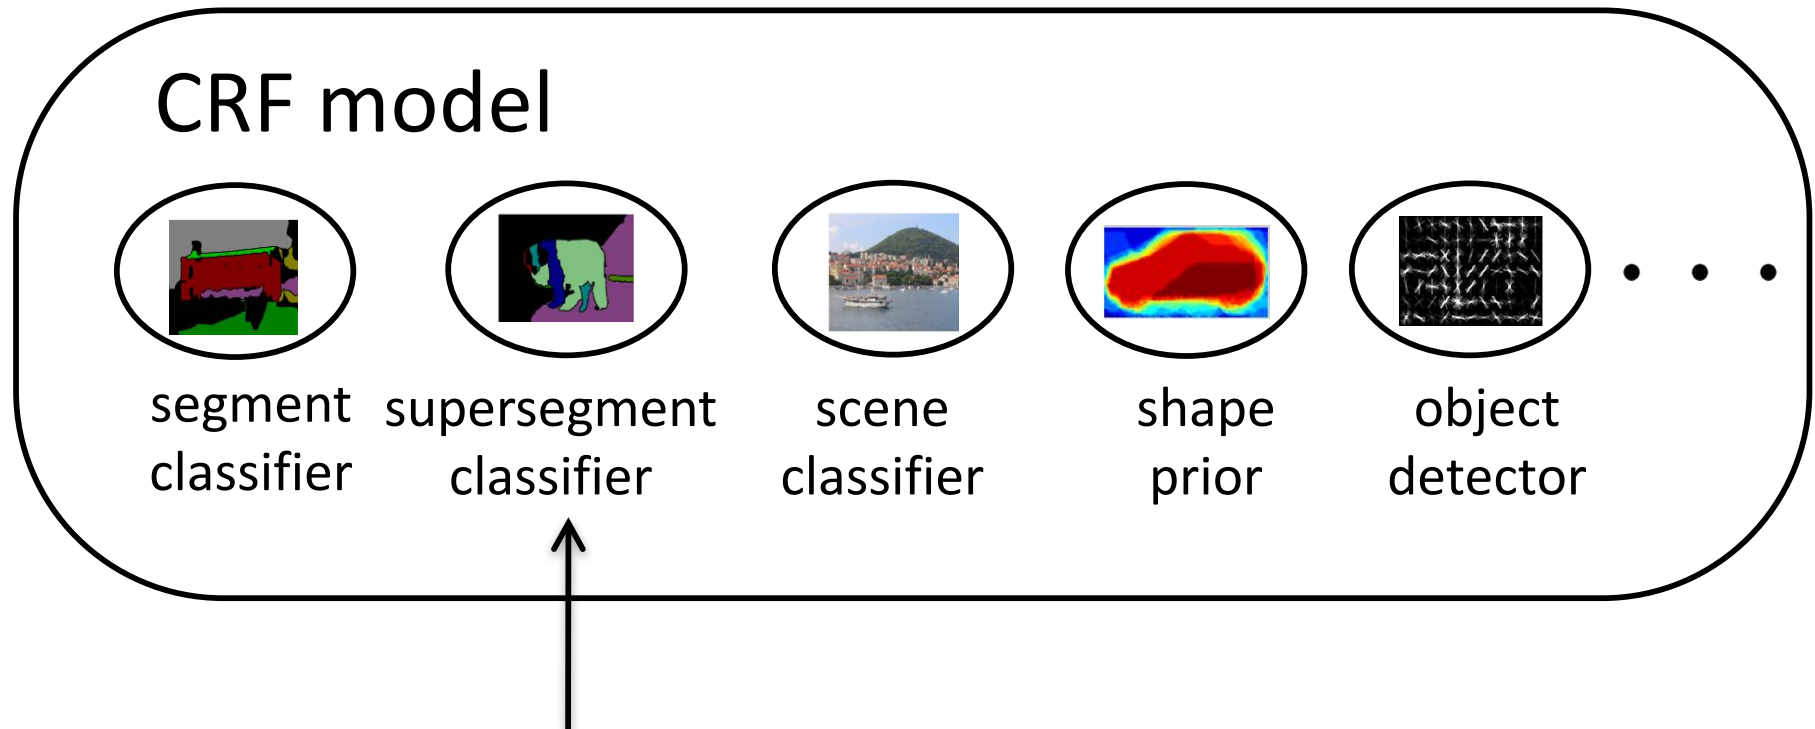 CRF model
segment
classifier
supersegment
classifier
scene
classifier
shape
prior
object
detector